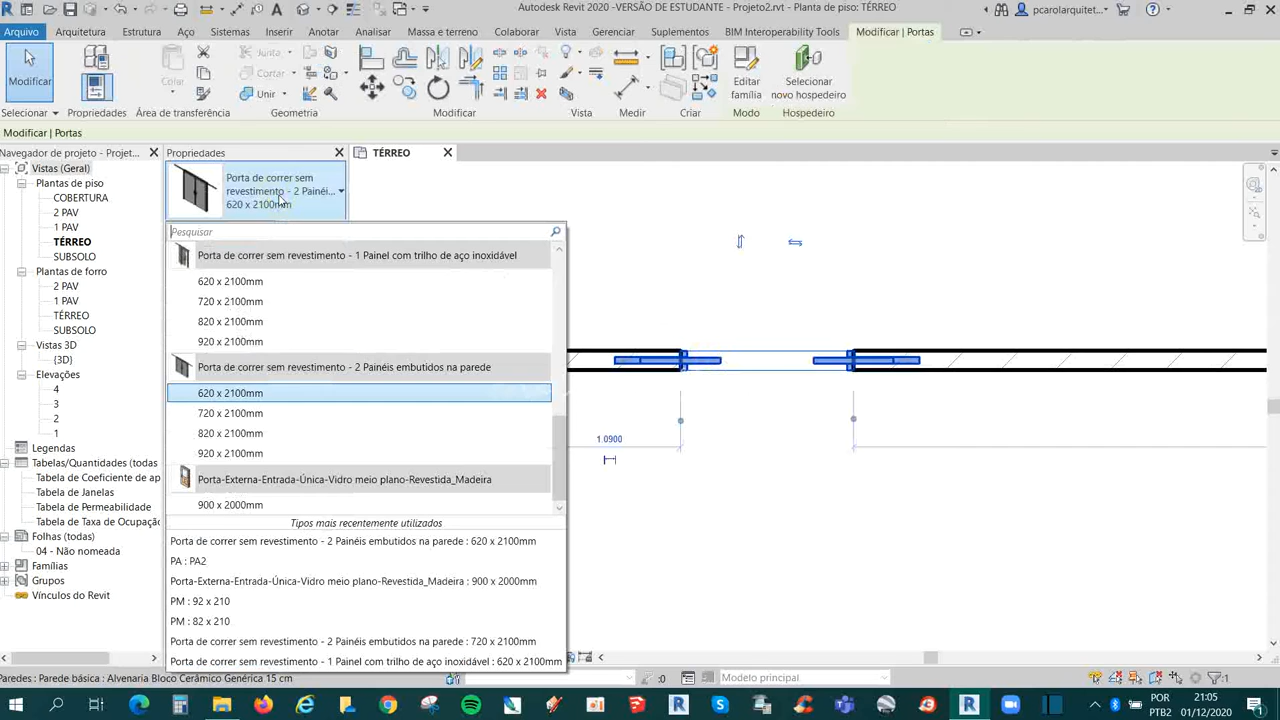 Autodesk Revit 2020 -VERSÃO DE ESTUDANTE - Projeto2.rvt - Planta de piso: TÉRREO
pcarolarquitet...
Arquivo Arquitetura Estrutura Aço Sistemas Inserir Anotar Analisar Massa e terreno Colaborar Vista Gerenciar Suplementos BIM Interoperability Tools Modificar | Portas
Modificar
Colar
Junta
Cortar
Unir
Editar família
Selecionar novo hospedeiro
Selecionar Propriedades Área de transferência Geometria Modificar Vista Medir Criar Modo Hospedeiro
Modificar | Portas
Navegador de projeto - Projet...
Propriedades
TÉRREO
Vistas (Geral)
Plantas de piso
COBERTURA
2 PAV
1 PAV
TÉRREO
SUBSOLO
Plantas de forro
2 PAV
1 PAV
TÉRREO
SUBSOLO
Vistas 3D
{3D}
Elevações
4
3
2
1
Legendas
Tabelas/Quantidades (todas
Tabela de Coeficiente de ap
Tabela de Janelas
Tabela de Permeabilidade
Tabela de Taxa de Ocupação
Folhas (todas)
04 - Não nomeada
Famílias
Grupos
Vínculos do Revit
Porta de correr sem
revestimento - 2 Painéi...
620 x 2100mm
Pesquisar
Porta de correr sem revestimento - 1 Painel com trilho de aço inoxidável
620 x 2100mm
720 x 2100mm
820 x 2100mm
920 x 2100mm
Porta de correr sem revestimento - 2 Painéis embutidos na parede
620 x 2100mm
720 x 2100mm
820 x 2100mm
920 x 2100mm
Porta-Externa-Entrada-Única-Vidro meio plano-Revestida_Madeira
900 x 2000mm
Tipos mais recentemente utilizados
Porta de correr sem revestimento - 2 Painéis embutidos na parede : 620 x 2100mm
PA : PA2
Porta-Externa-Entrada-Única-Vidro meio plano-Revestida_Madeira : 900 x 2000mm
PM : 92 x 210
PM : 82 x 210
Porta de correr sem revestimento - 2 Painéis embutidos na parede : 720 x 2100mm
Porta de correr sem revestimento - 1 Painel com trilho de aço inoxidável : 620 x 2100mm
1.0900
Paredes : Parede básica : Alvenaria Bloco Cerâmico Genérica 15 cm
:0
Modelo principal
:1
POR
PTB2
21:05
01/12/2020